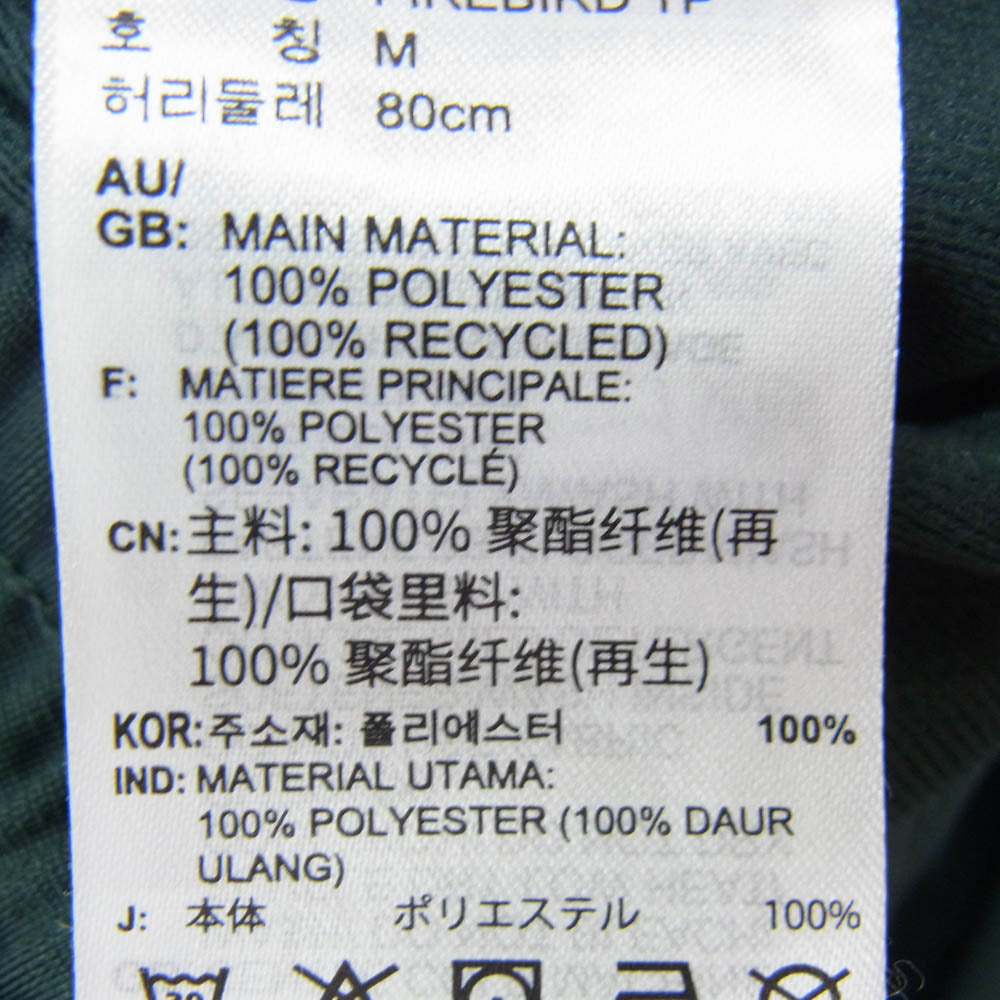 FIREBIRD TP
호 칭 M
허리둘레 80cm
AU/
GB: MAIN MATERIAL:
100% POLYESTER
(100% RECYCLED)
F: MATIERE PRINCIPALE:
100% POLYESTER
(100% RECYCLÉ)
CN: 主料: 100% 聚酯纤维(再
生)/口袋里料:
100% 聚酯纤维(再生)
KOR: 주소재: 폴리에스터 100%
IND: MATERIAL UTAMA:
100% POLYESTER (100% DAUR
ULANG)
J: 本体 ポリエステル 100%
30